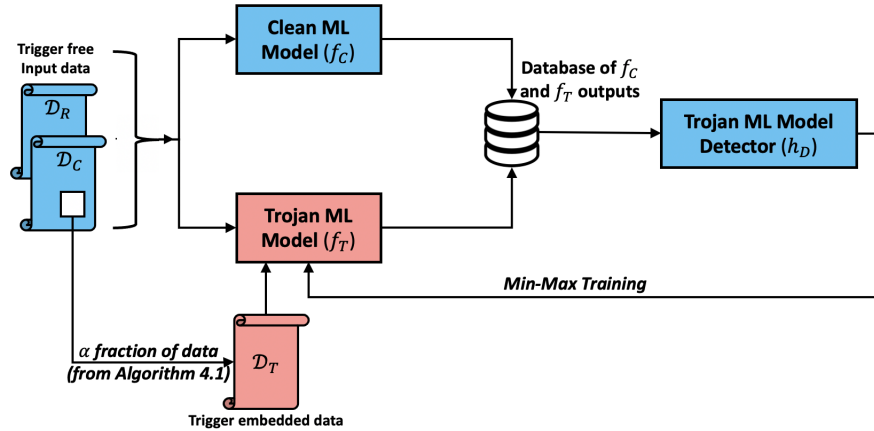 Trigger free
Input data
𝒟_R
𝒟_C
Clean ML
Model (f_C)
Database of f_C
and f_T outputs
Trojan ML Model
Detector (h_D)
Trojan ML
Model (f_T)
Min-Max Training
α fraction of data
(from Algorithm 4.1)
𝒟_T
Trigger embedded data